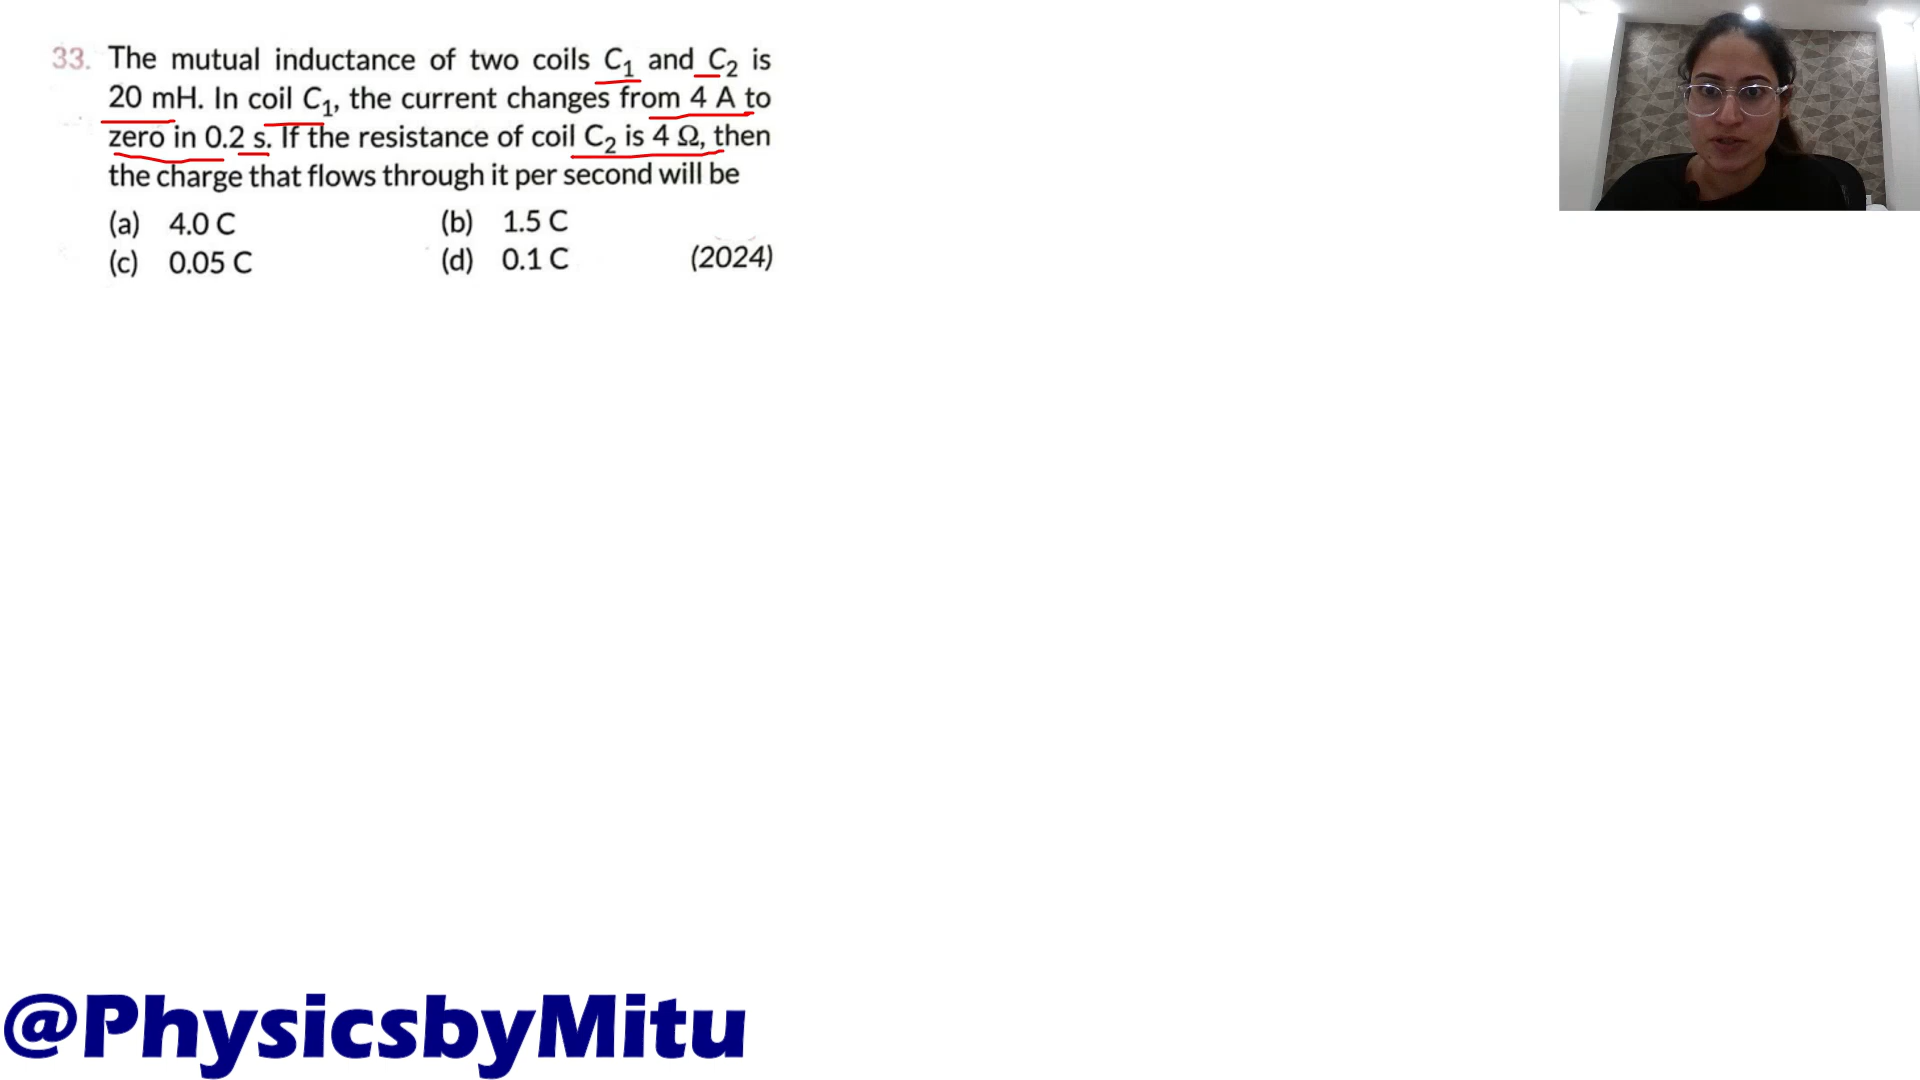 33. The mutual inductance of two coils C₁ and C₂ is
20 mH. In coil C₁, the current changes from 4 A to
zero in 0.2 s. If the resistance of coil C₂ is 4 Ω, then
the charge that flows through it per second will be
(a) 4.0 C (b) 1.5 C
(c) 0.05 C (d) 0.1 C (2024)
@PhysicsbyMitu